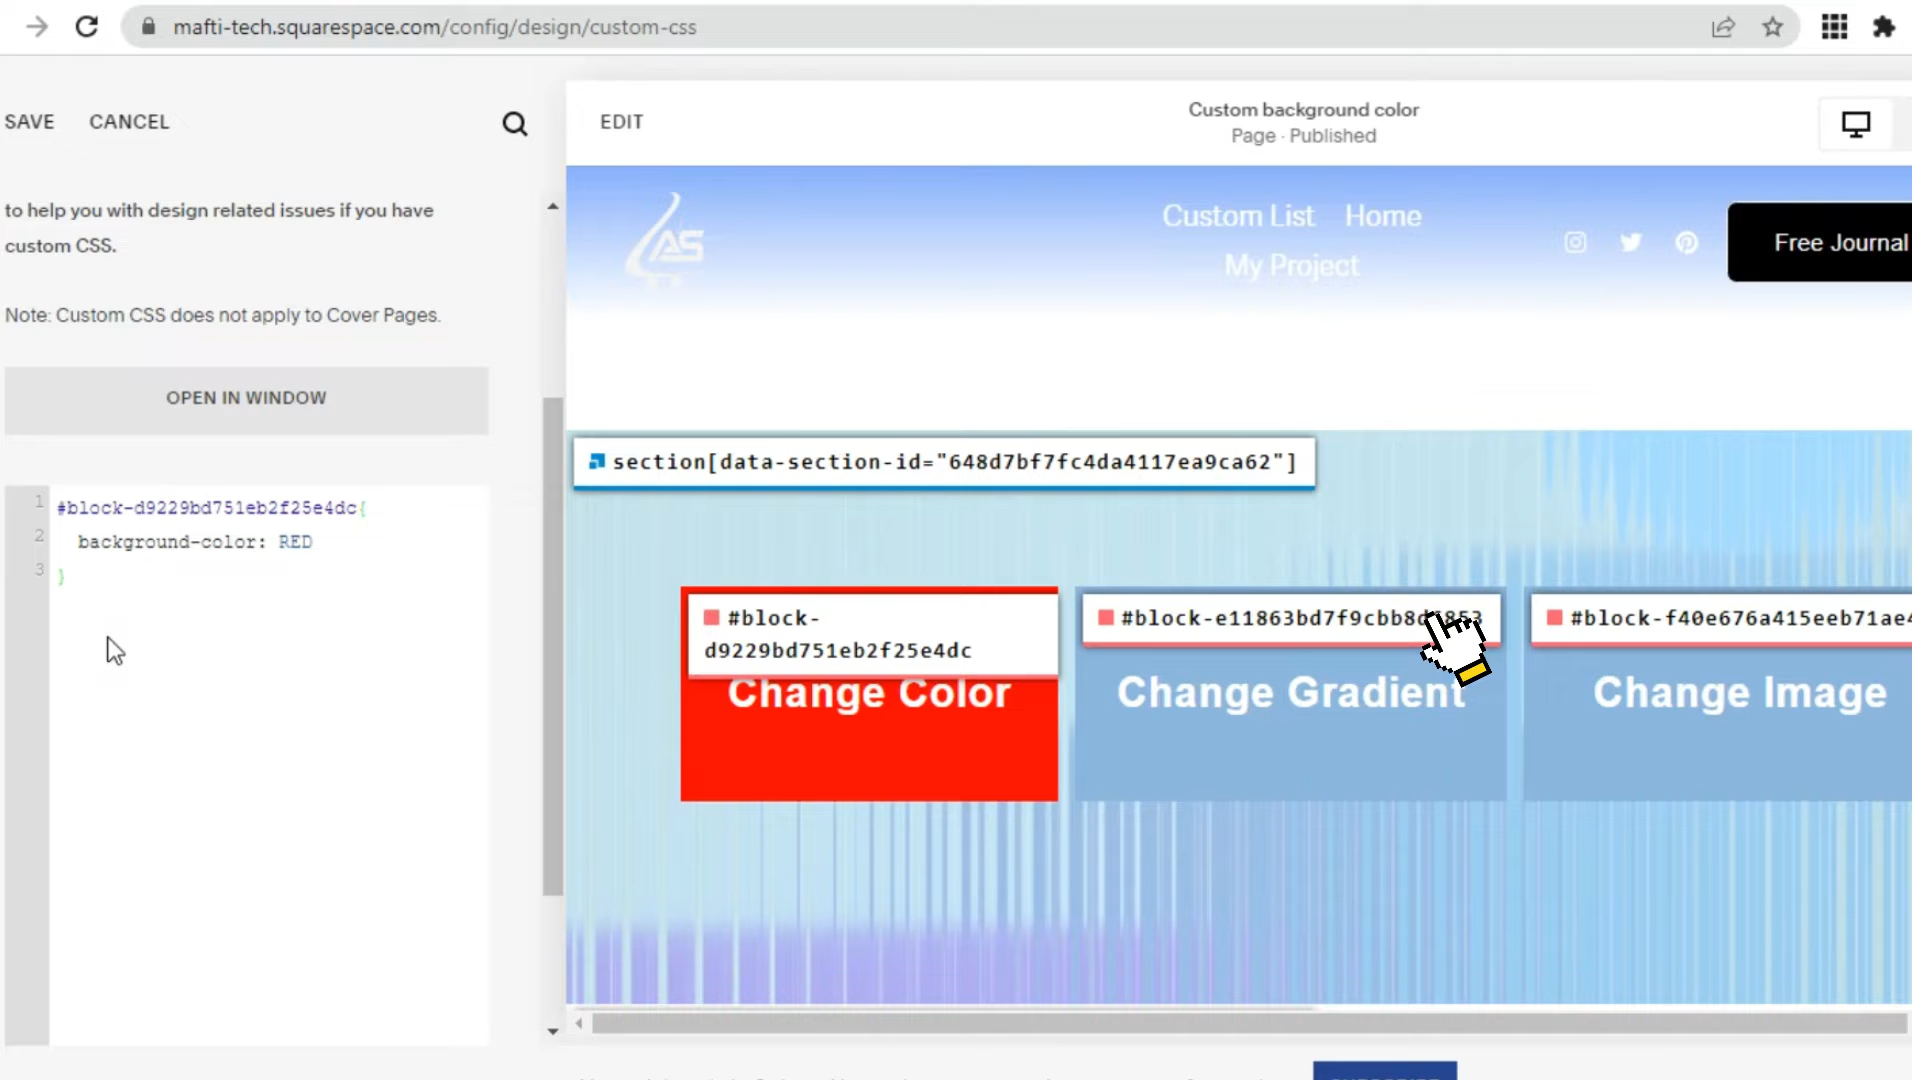 mafti-tech.squarespace.com/config/design/custom-css
SAVE CANCEL
EDIT
Custom background color
Page · Published
to help you with design related issues if you have
custom CSS.
Note: Custom CSS does not apply to Cover Pages.
OPEN IN WINDOW
1 #block-d9229bd751eb2f25e4dc{
2 background-color: RED
3 }
AS
Custom List Home
My Project
Free Journal
section[data-section-id="648d7bf7fc4da4117ea9ca62"]
#block-
d9229bd751eb2f25e4dc
Change Color
Change Gradient
#block-f40e676a415eeb71ae4
Change Image